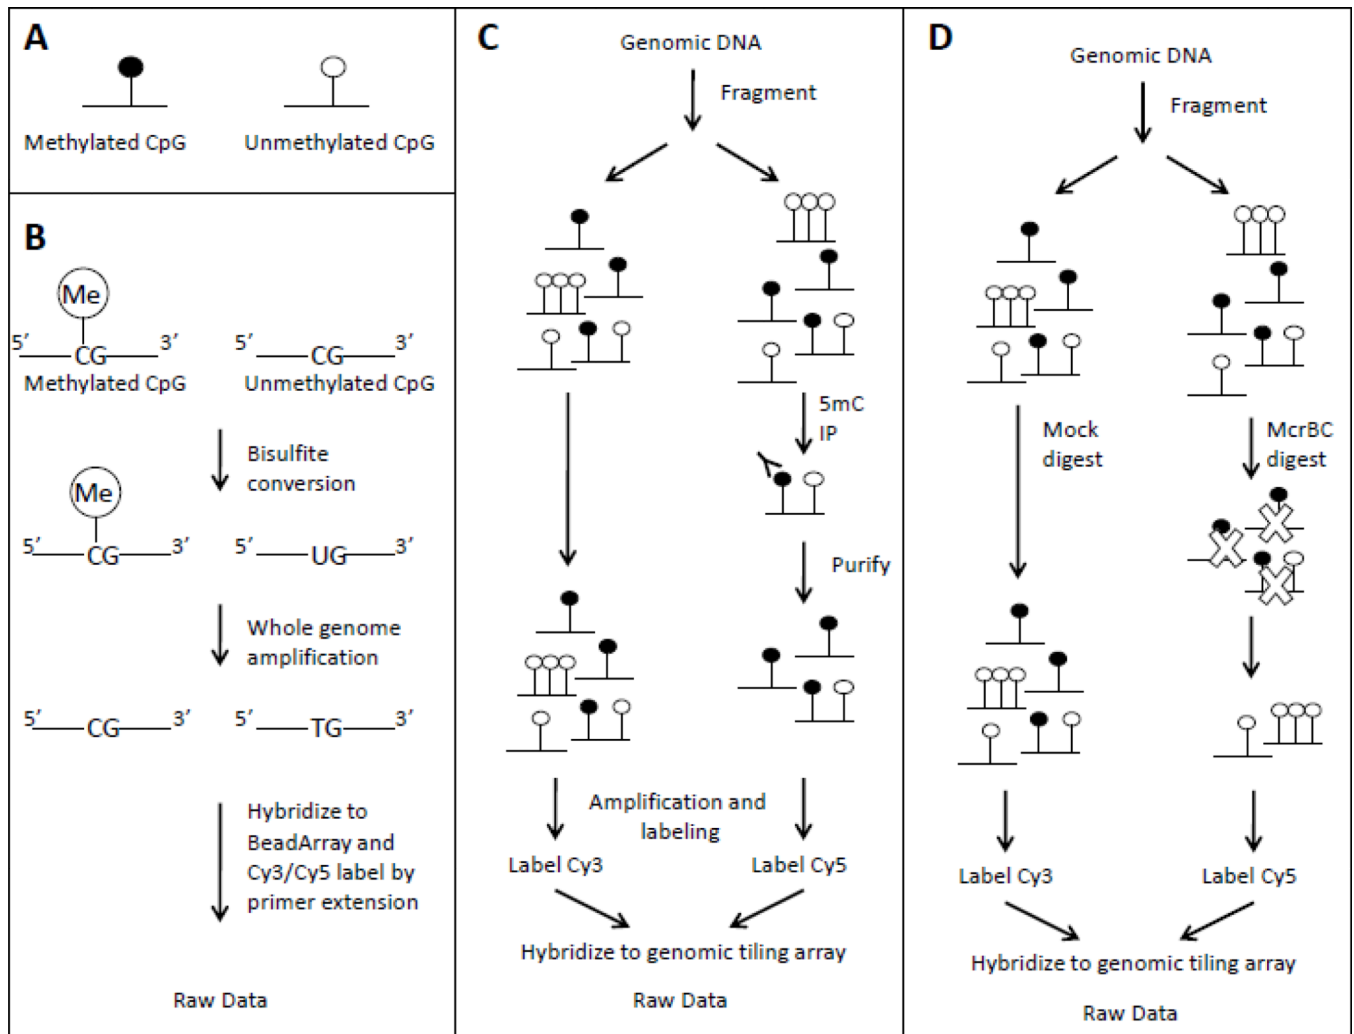 A
Methylated CpG
Unmethylated CpG
B
Me
5’
CG
3’
5’
CG
3’
Methylated CpG
Unmethylated CpG
Bisulfite
conversion
Me
5’
CG
3’
5’
UG
3’
Whole genome
amplification
5’
CG
3’
5’
TG
3’
Hybridize to
BeadArray and
Cy3/Cy5 label by
primer extension
Raw Data
C
Genomic DNA
Fragment
5mC
IP
Purify
Amplification and
labeling
Label Cy3
Label Cy5
Hybridize to genomic tiling array
Raw Data
D
Genomic DNA
Fragment
Mock
digest
McrBC
digest
Label Cy3
Label Cy5
Hybridize to genomic tiling array
Raw Data